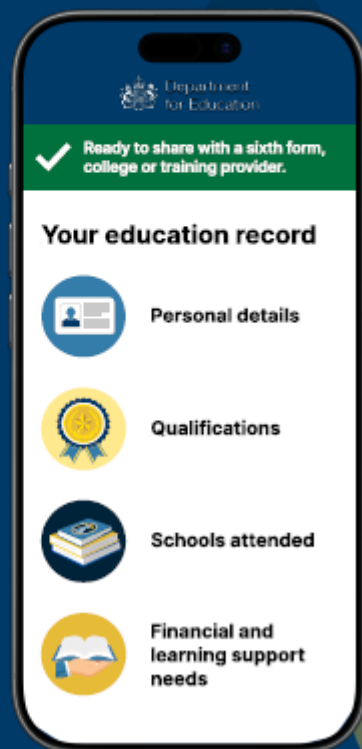 Department
for Education
Ready to share with a sixth form,
college or training provider.
Your education record
Personal details
Qualifications
Schools attended
Financial and
learning support
needs